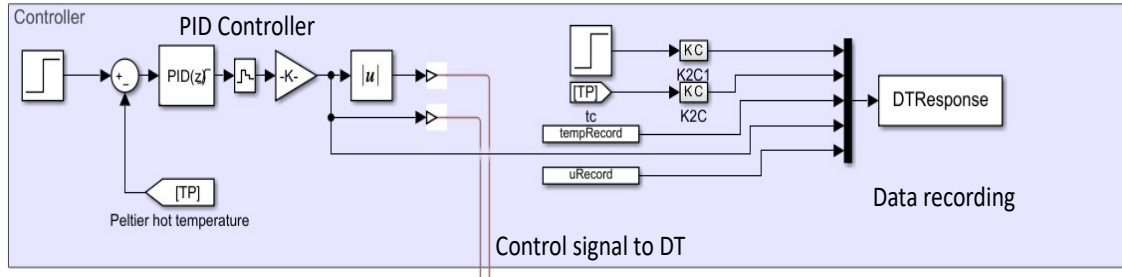 Controller
PID Controller
+
-
PID(z)
-K-
|u|
[TP]
Peltier hot temperature
K C
K2C1
[TP]
tc
K C
K2C
tempRecord
uRecord
DTResponse
Data recording
Control signal to DT